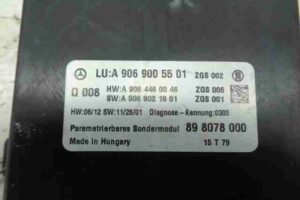 LU:A 906 900 55 01 ZGS 002
Q 008 HW:A 906 446 00 46 ZGS 006
SW:A 906 902 18 01 ZGS 001
HW:06/12 SW:11/26/01 Diagnose - Kennung:0305
Parametrierbares Sondermodul 89 8078 000
Made in Hungary 15 T 79